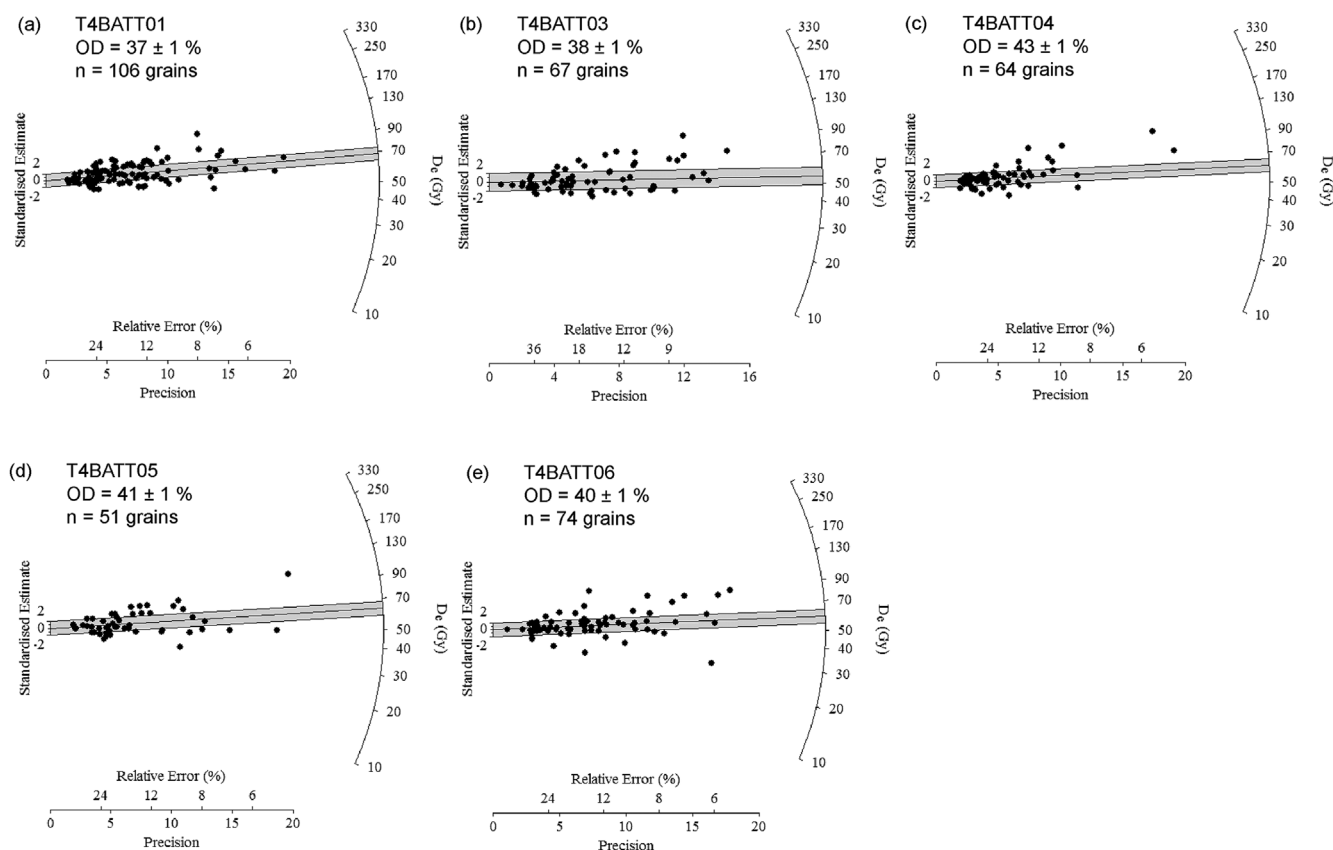 (a) T4BATT01
OD = 37 ± 1 %
n = 106 grains
330
250
170
130
90
70
50
40
30
20
10
De (Gy)
Standardised Estimate
2
0
-2
Relative Error (%)
24 12 8 6
0 5 10 15 20
Precision
(b) T4BATT03
OD = 38 ± 1 %
n = 67 grains
330
250
170
130
90
70
50
40
30
20
10
De (Gy)
Standardised Estimate
2
0
-2
Relative Error (%)
36 18 12 9
0 4 8 12 16
Precision
(c) T4BATT04
OD = 43 ± 1 %
n = 64 grains
330
250
170
130
90
70
50
40
30
20
10
De (Gy)
Standardised Estimate
2
0
-2
Relative Error (%)
24 12 8 6
0 5 10 15 20
Precision
(d) T4BATT05
OD = 41 ± 1 %
n = 51 grains
330
250
170
130
90
70
50
40
30
20
10
De (Gy)
Standardised Estimate
2
0
-2
Relative Error (%)
24 12 8 6
0 5 10 15 20
Precision
(e) T4BATT06
OD = 40 ± 1 %
n = 74 grains
330
250
170
130
90
70
50
40
30
20
10
De (Gy)
Standardised Estimate
2
0
-2
Relative Error (%)
24 12 8 6
0 5 10 15 20
Precision